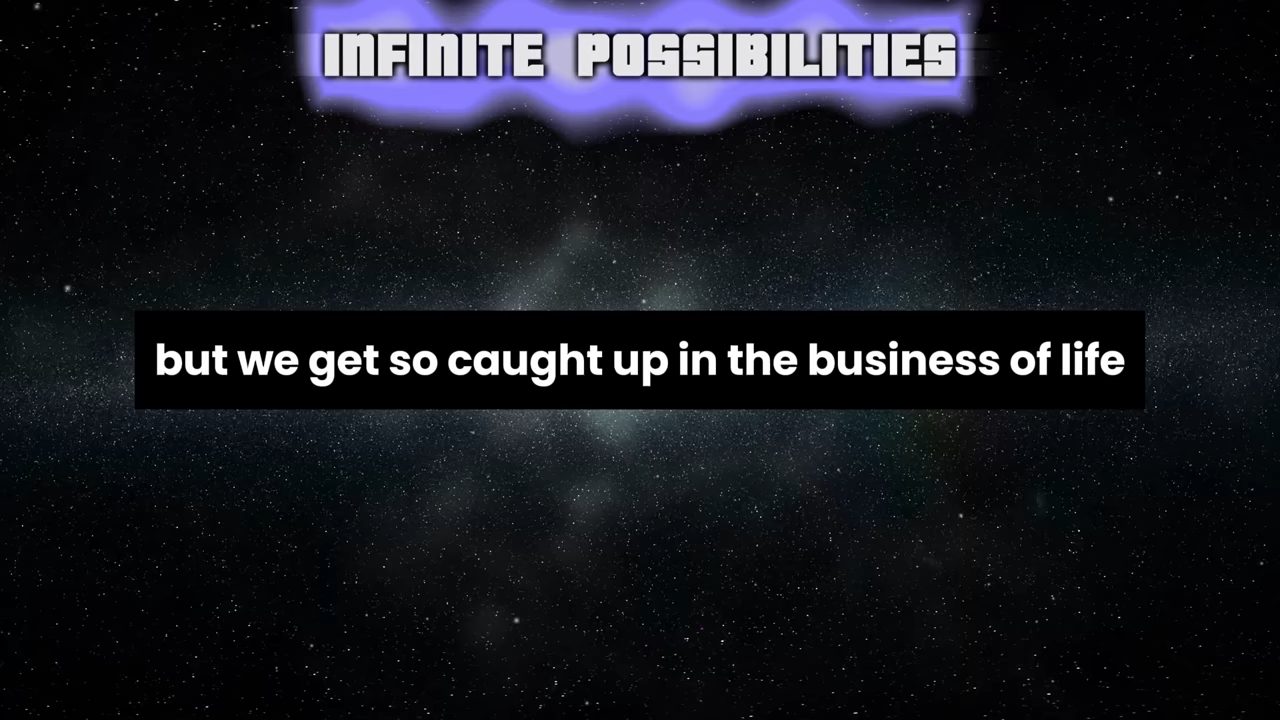 INFINITE POSSIBILITIES
but we get so caught up in the business of life